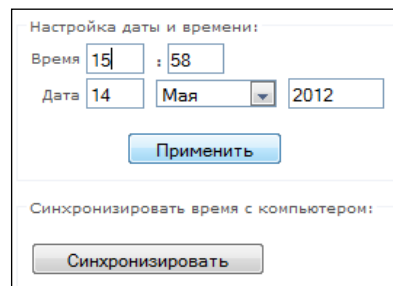 Настройка даты и времени:
Время 15 : 58
Дата 14 Мая 2012
Применить
Синхронизировать время с компьютером:
Синхронизировать